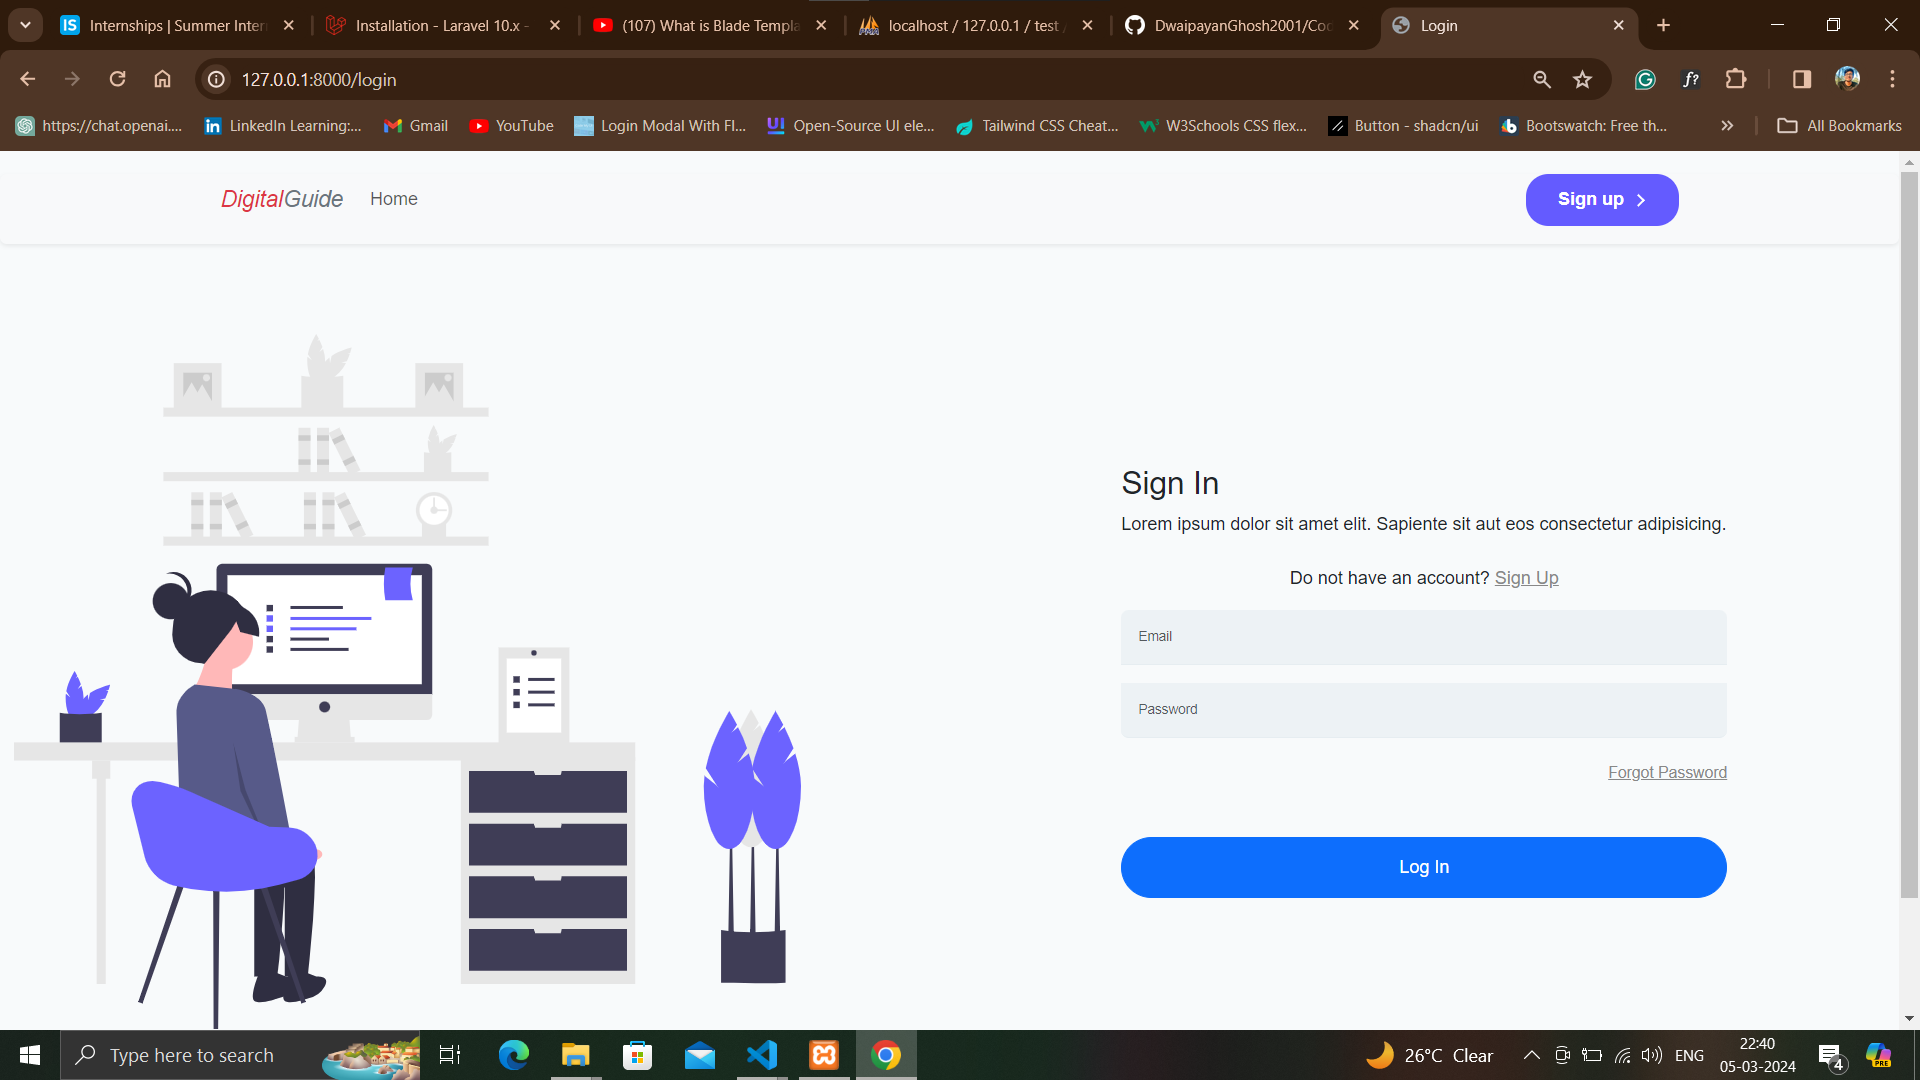 Internships | Summer Inter
Installation - Laravel 10.x -
(107) What is Blade Templa
localhost / 127.0.0.1 / test /
DwaipayanGhosh2001/Coc
Login
127.0.0.1:8000/login
https://chat.openai....
LinkedIn Learning:...
Gmail
YouTube
Login Modal With Fl...
Open-Source UI ele...
Tailwind CSS Cheat...
W3Schools CSS flex...
Button - shadcn/ui
Bootswatch: Free th...
All Bookmarks
DigitalGuide
Home
Sign up
Sign In
Lorem ipsum dolor sit amet elit. Sapiente sit aut eos consectetur adipisicing.
Do not have an account? Sign Up
Email
Password
Forgot Password
Log In
Type here to search
26°C Clear
ENG
22:40
05-03-2024
4
PRE